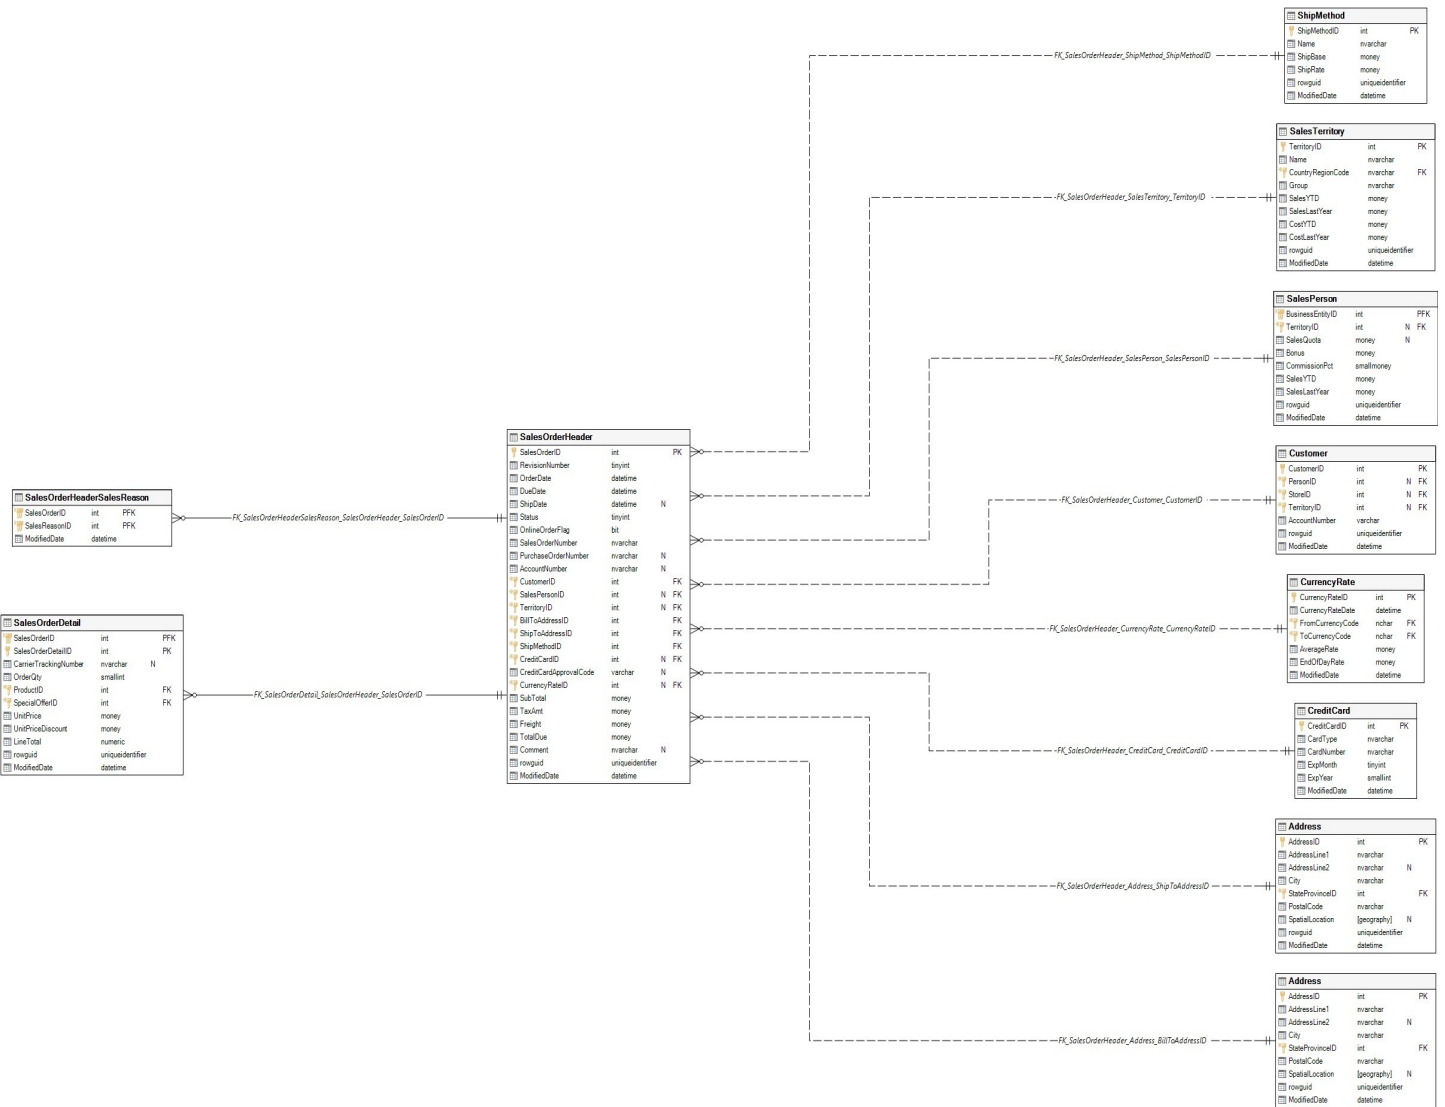 ShipMethod
ShipMethodID int PK
Name nvarchar
ShipBase money
ShipRate money
rowguid uniqueidentifier
ModifiedDate datetime
FK_SalesOrderHeader_ShipMethod_ShipMethodID
SalesTerritory
TerritoryID int PK
Name nvarchar
CountryRegionCode nvarchar FK
Group nvarchar
SalesYTD money
SalesLastYear money
CostYTD money
CostLastYear money
rowguid uniqueidentifier
ModifiedDate datetime
FK_SalesOrderHeader_SalesTerritory_TerritoryID
SalesPerson
BusinessEntityID int PFK
TerritoryID int N FK
SalesQuota money N
Bonus money
CommissionPct smallmoney
SalesYTD money
SalesLastYear money
rowguid uniqueidentifier
ModifiedDate datetime
FK_SalesOrderHeader_SalesPerson_SalesPersonID
SalesOrderHeader
SalesOrderID int PK
RevisionNumber tinyint
OrderDate datetime
DueDate datetime
ShipDate datetime N
Status tinyint
OnlineOrderFlag bit
SalesOrderNumber nvarchar
PurchaseOrderNumber nvarchar N
AccountNumber nvarchar N
CustomerID int FK
SalesPersonID int N FK
TerritoryID int N FK
BillToAddressID int FK
ShipToAddressID int FK
ShipMethodID int FK
CreditCardID int N FK
CreditCardApprovalCode varchar N
CurrencyRateID int N FK
SubTotal money
TaxAmt money
Freight money
TotalDue money
Comment nvarchar N
rowguid uniqueidentifier
ModifiedDate datetime
Customer
CustomerID int PK
PersonID int N FK
StoreID int N FK
TerritoryID int N FK
AccountNumber varchar
rowguid uniqueidentifier
ModifiedDate datetime
FK_SalesOrderHeader_Customer_CustomerID
SalesOrderHeaderSalesReason
SalesOrderID int PFK
SalesReasonID int PFK
ModifiedDate datetime
FK_SalesOrderHeaderSalesReason_SalesOrderHeader_SalesOrderID
CurrencyRate
CurrencyRateID int PK
CurrencyRateDate datetime
FromCurrencyCode nchar FK
ToCurrencyCode nchar FK
AverageRate money
EndOfDayRate money
ModifiedDate datetime
FK_SalesOrderHeader_CurrencyRate_CurrencyRateID
SalesOrderDetail
SalesOrderID int PFK
SalesOrderDetailID int PK
CarrierTrackingNumber nvarchar N
OrderQty smallint
ProductID int FK
SpecialOfferID int FK
UnitPrice money
UnitPriceDiscount money
LineTotal numeric
rowguid uniqueidentifier
ModifiedDate datetime
FK_SalesOrderDetail_SalesOrderHeader_SalesOrderID
CreditCard
CreditCardID int PK
CardType nvarchar
CardNumber nvarchar
ExpMonth tinyint
ExpYear smallint
ModifiedDate datetime
FK_SalesOrderHeader_CreditCard_CreditCardID
Address
AddressID int PK
AddressLine1 nvarchar
AddressLine2 nvarchar N
City nvarchar
StateProvinceID int FK
PostalCode nvarchar
SpatialLocation [geography] N
rowguid uniqueidentifier
ModifiedDate datetime
FK_SalesOrderHeader_Address_ShipToAddressID
Address
AddressID int PK
AddressLine1 nvarchar
AddressLine2 nvarchar N
City nvarchar
StateProvinceID int FK
PostalCode nvarchar
SpatialLocation [geography] N
rowguid uniqueidentifier
ModifiedDate datetime
FK_SalesOrderHeader_Address_BillToAddressID